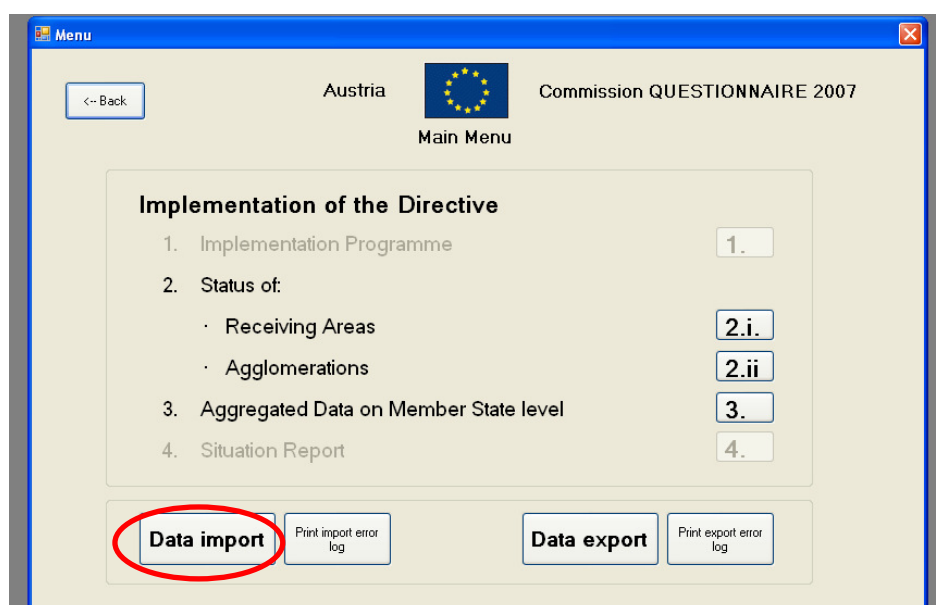 Menu
<-- Back
Austria
Commission QUESTIONNAIRE 2007
Main Menu
Implementation of the Directive
1. Implementation Programme 1.
2. Status of:
· Receiving Areas 2.i.
· Agglomerations 2.ii
3. Aggregated Data on Member State level 3.
4. Situation Report 4.
Data import
Print import error
log
Data export
Print export error
log